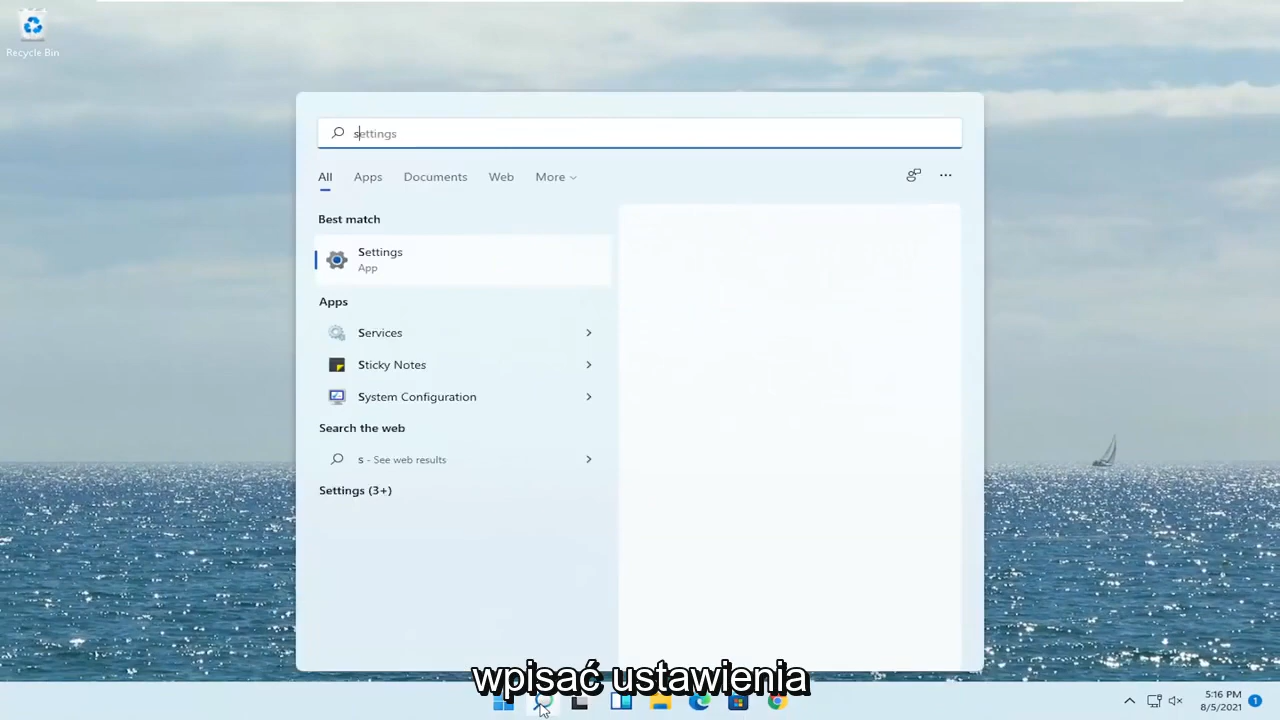 Recycle Bin
settings
All Apps Documents Web More
Best match
Settings
App
Apps
Services
Sticky Notes
System Configuration
Search the web
s - See web results
Settings (3+)
wpisać ustawienia
5:16 PM
8/5/2021
1